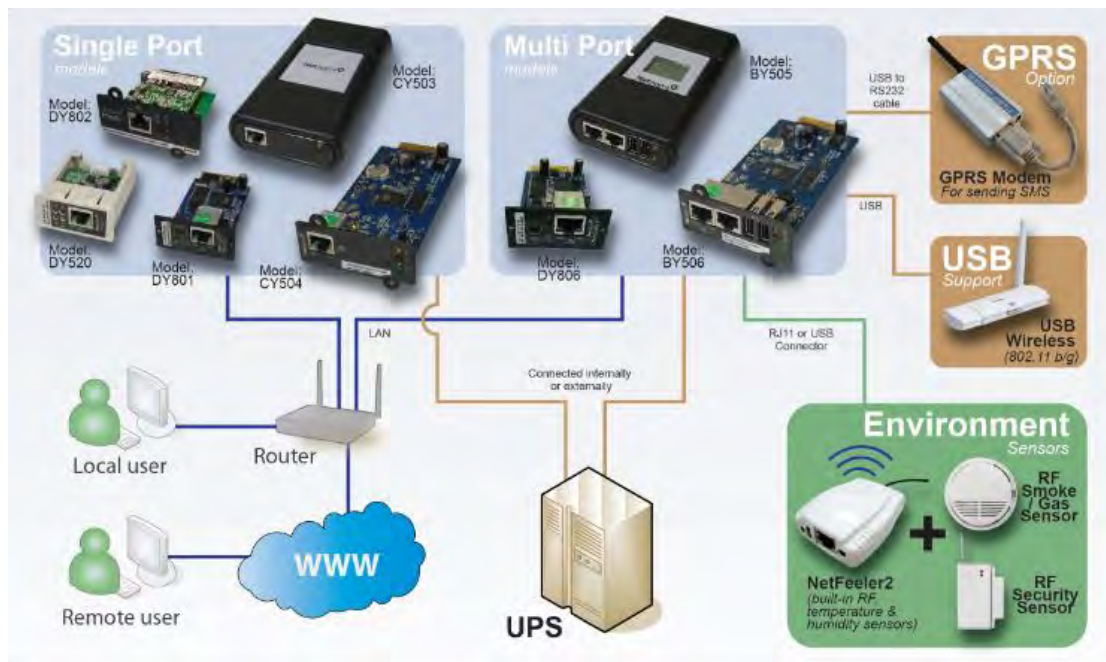 Single Port
models
Model:
DY802
Model:
CY503
Model:
DY520
Model:
DY801
Model:
CY504
Multi Port
models
Model:
BY505
Model:
DY806
Model:
BY506
USB to
RS232
cable
GPRS
Option
GPRS Modem
For sending SMS
USB
USB
Support
USB
Wireless
(802.11 b/g)
LAN
RJ11 or USB
Connector
Connected internally
or externally
Local user
Router
Remote user
WWW
UPS
Environment
Sensors
RF
Smoke
/ Gas
Sensor
NetFeeler2
(built-in RF,
temperature &
humidity sensors)
RF
Security
Sensor